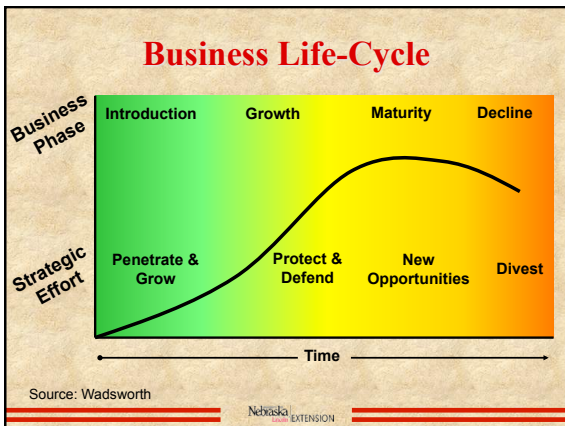 Business Life-Cycle
Business
Phase
Introduction
Growth
Maturity
Decline
Strategic
Effort
Penetrate &
Grow
Protect &
Defend
New
Opportunities
Divest
Time
Source: Wadsworth
Nebraska
Lincoln EXTENSION